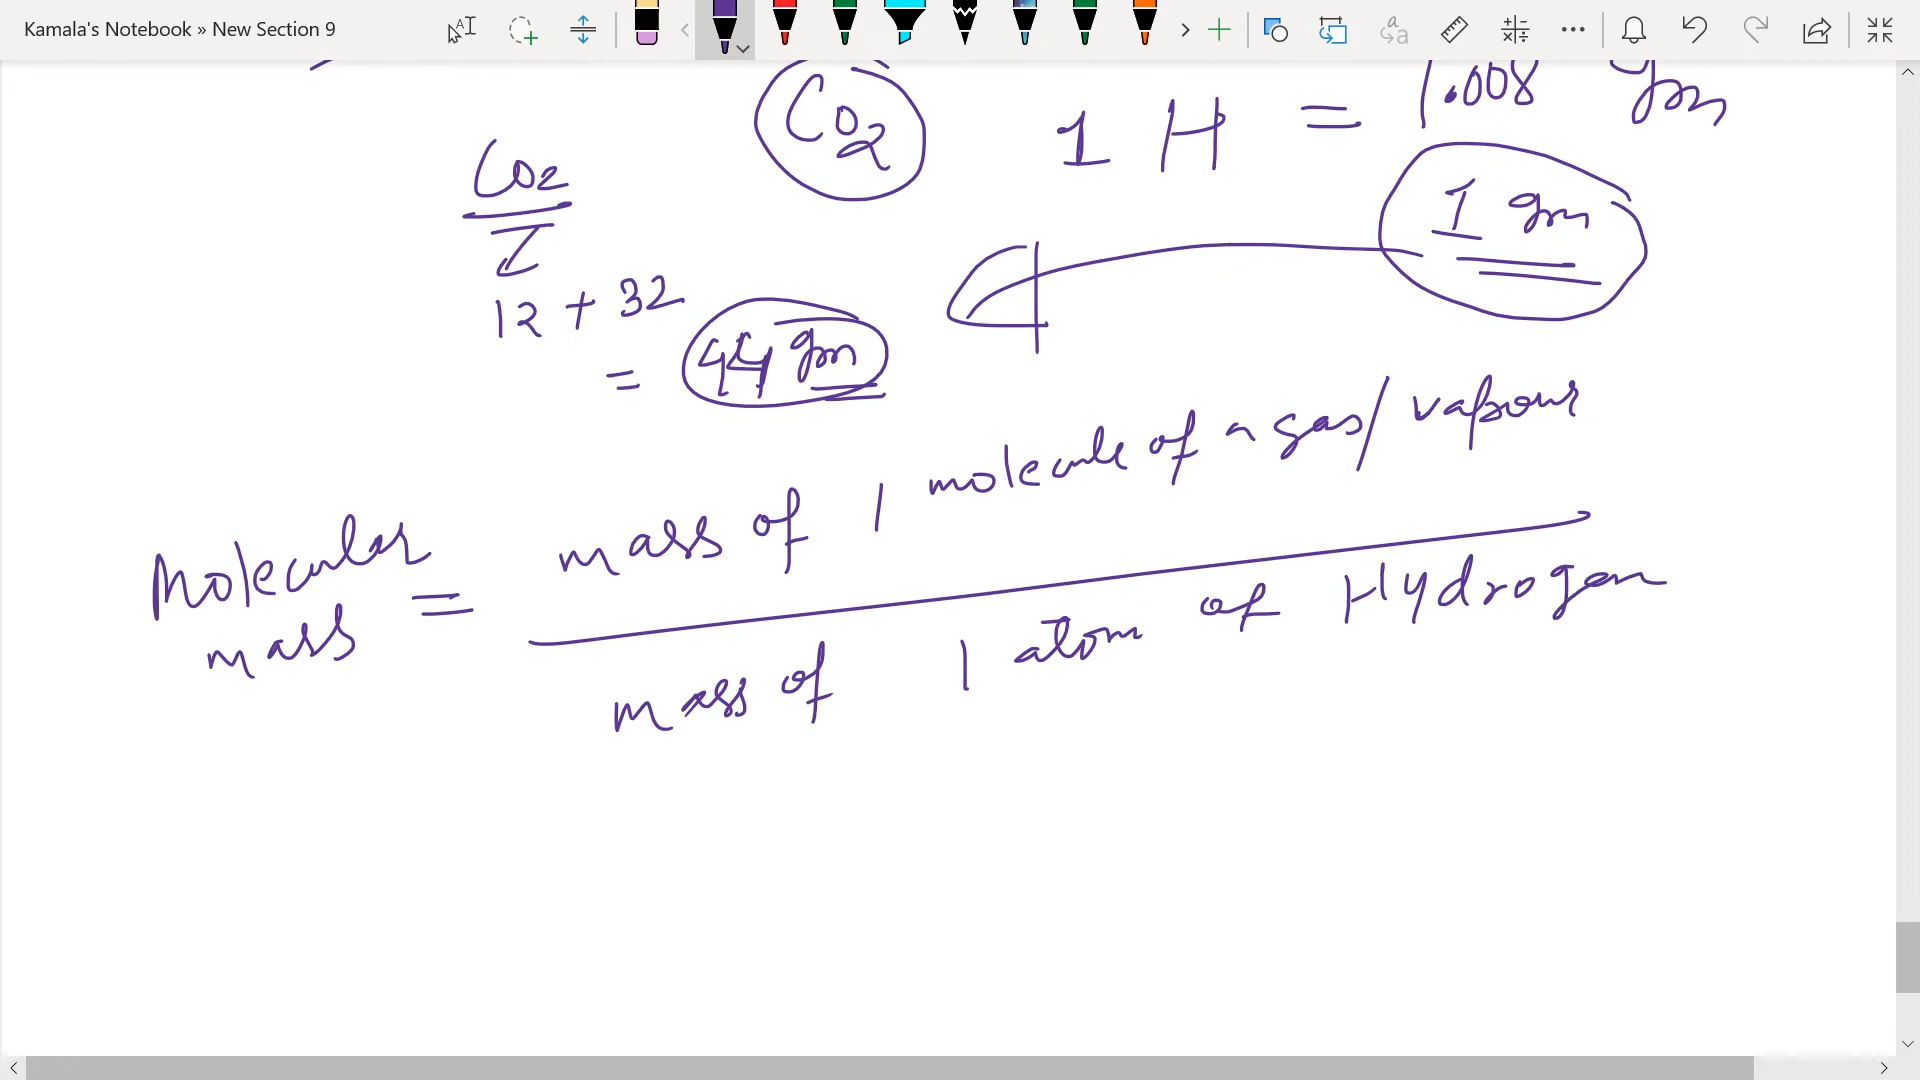 Kamala's Notebook » New Section 9
Co2
1 H = 1.008 gm
Co2
1 gm
12 + 32
= 44 gm
Molecular mass = mass of 1 molecule of a gas/vapour
mass of 1 atom of Hydrogen